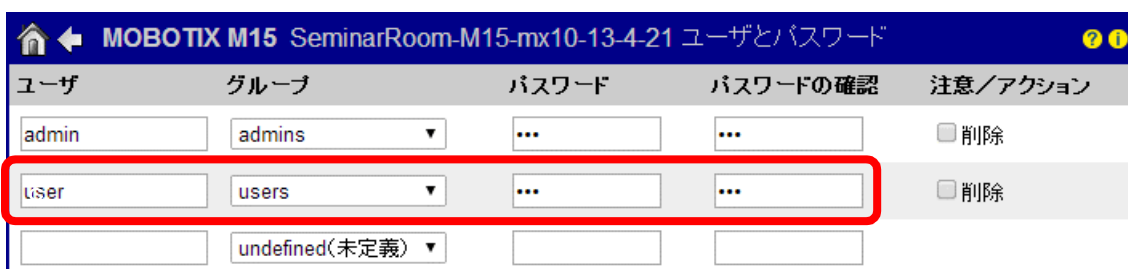 MOBOTIX M15 SeminarRoom-M15-mx10-13-4-21 ユーザとパスワード ? i
ユーザ グループ パスワード パスワードの確認 注意／アクション
admin admins ••• ••• 削除
user users ••• ••• 削除
undefined(未定義)